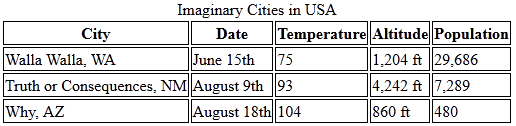 Imaginary Cities in USA
City Date Temperature Altitude Population
Walla Walla, WA June 15th 75 1,204 ft 29,686
Truth or Consequences, NM August 9th 93 4,242 ft 7,289
Why, AZ August 18th 104 860 ft 480